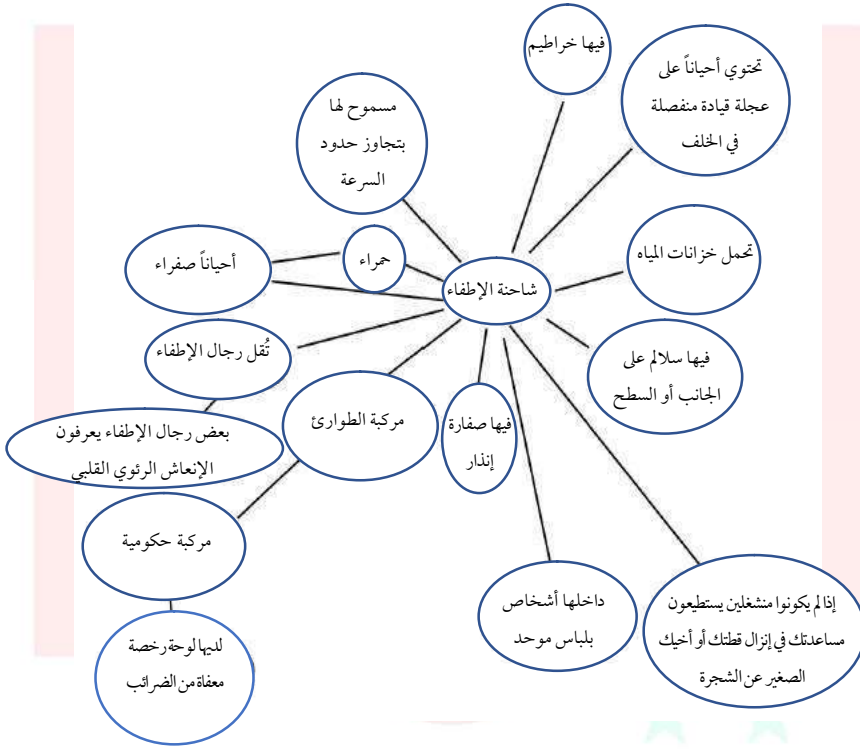 فيها خراطيم
تحتوي أحياناً على
عجلة قيادة منفصلة
في الخلف
مسموح لها
بتجاوز حدود
السرعة
تحمل خزانات المياه
حمراء
أحياناً صفراء
شاحنة الإطفاء
تُقل رجال الإطفاء
فيها سلالم على
الجانب أو السطح
مركبة الطوارئ
فيها صفارة
إنذار
بعض رجال الإطفاء يعرفون
الإنعاش الرئوي القلبي
مركبة حكومية
داخلها أشخاص
بلباس موحد
إذا لم يكونوا منشغلين يستطيعون
مساعدتك في إنزال قطتك أو أخيك
الصغير عن الشجرة
لديها لوحة رخصة
معفاة من الضرائب